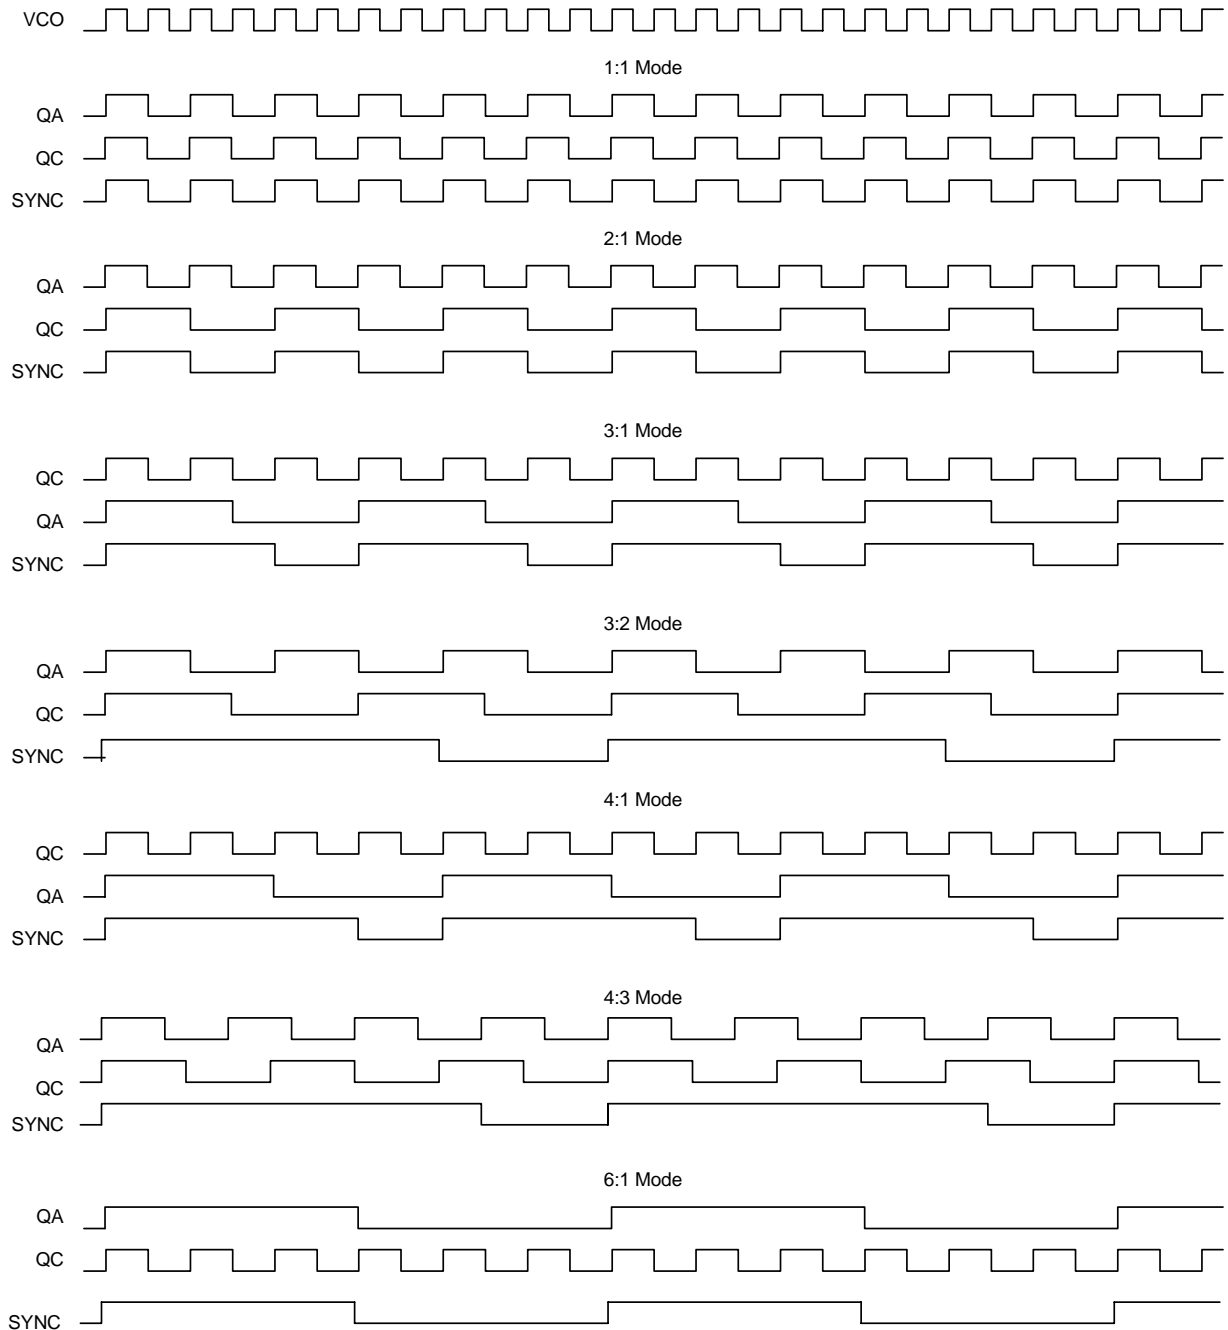 VCO
1:1 Mode
QA
QC
SYNC
2:1 Mode
QA
QC
SYNC
3:1 Mode
QC
QA
SYNC
3:2 Mode
QA
QC
SYNC
4:1 Mode
QC
QA
SYNC
4:3 Mode
QA
QC
SYNC
6:1 Mode
QA
QC
SYNC